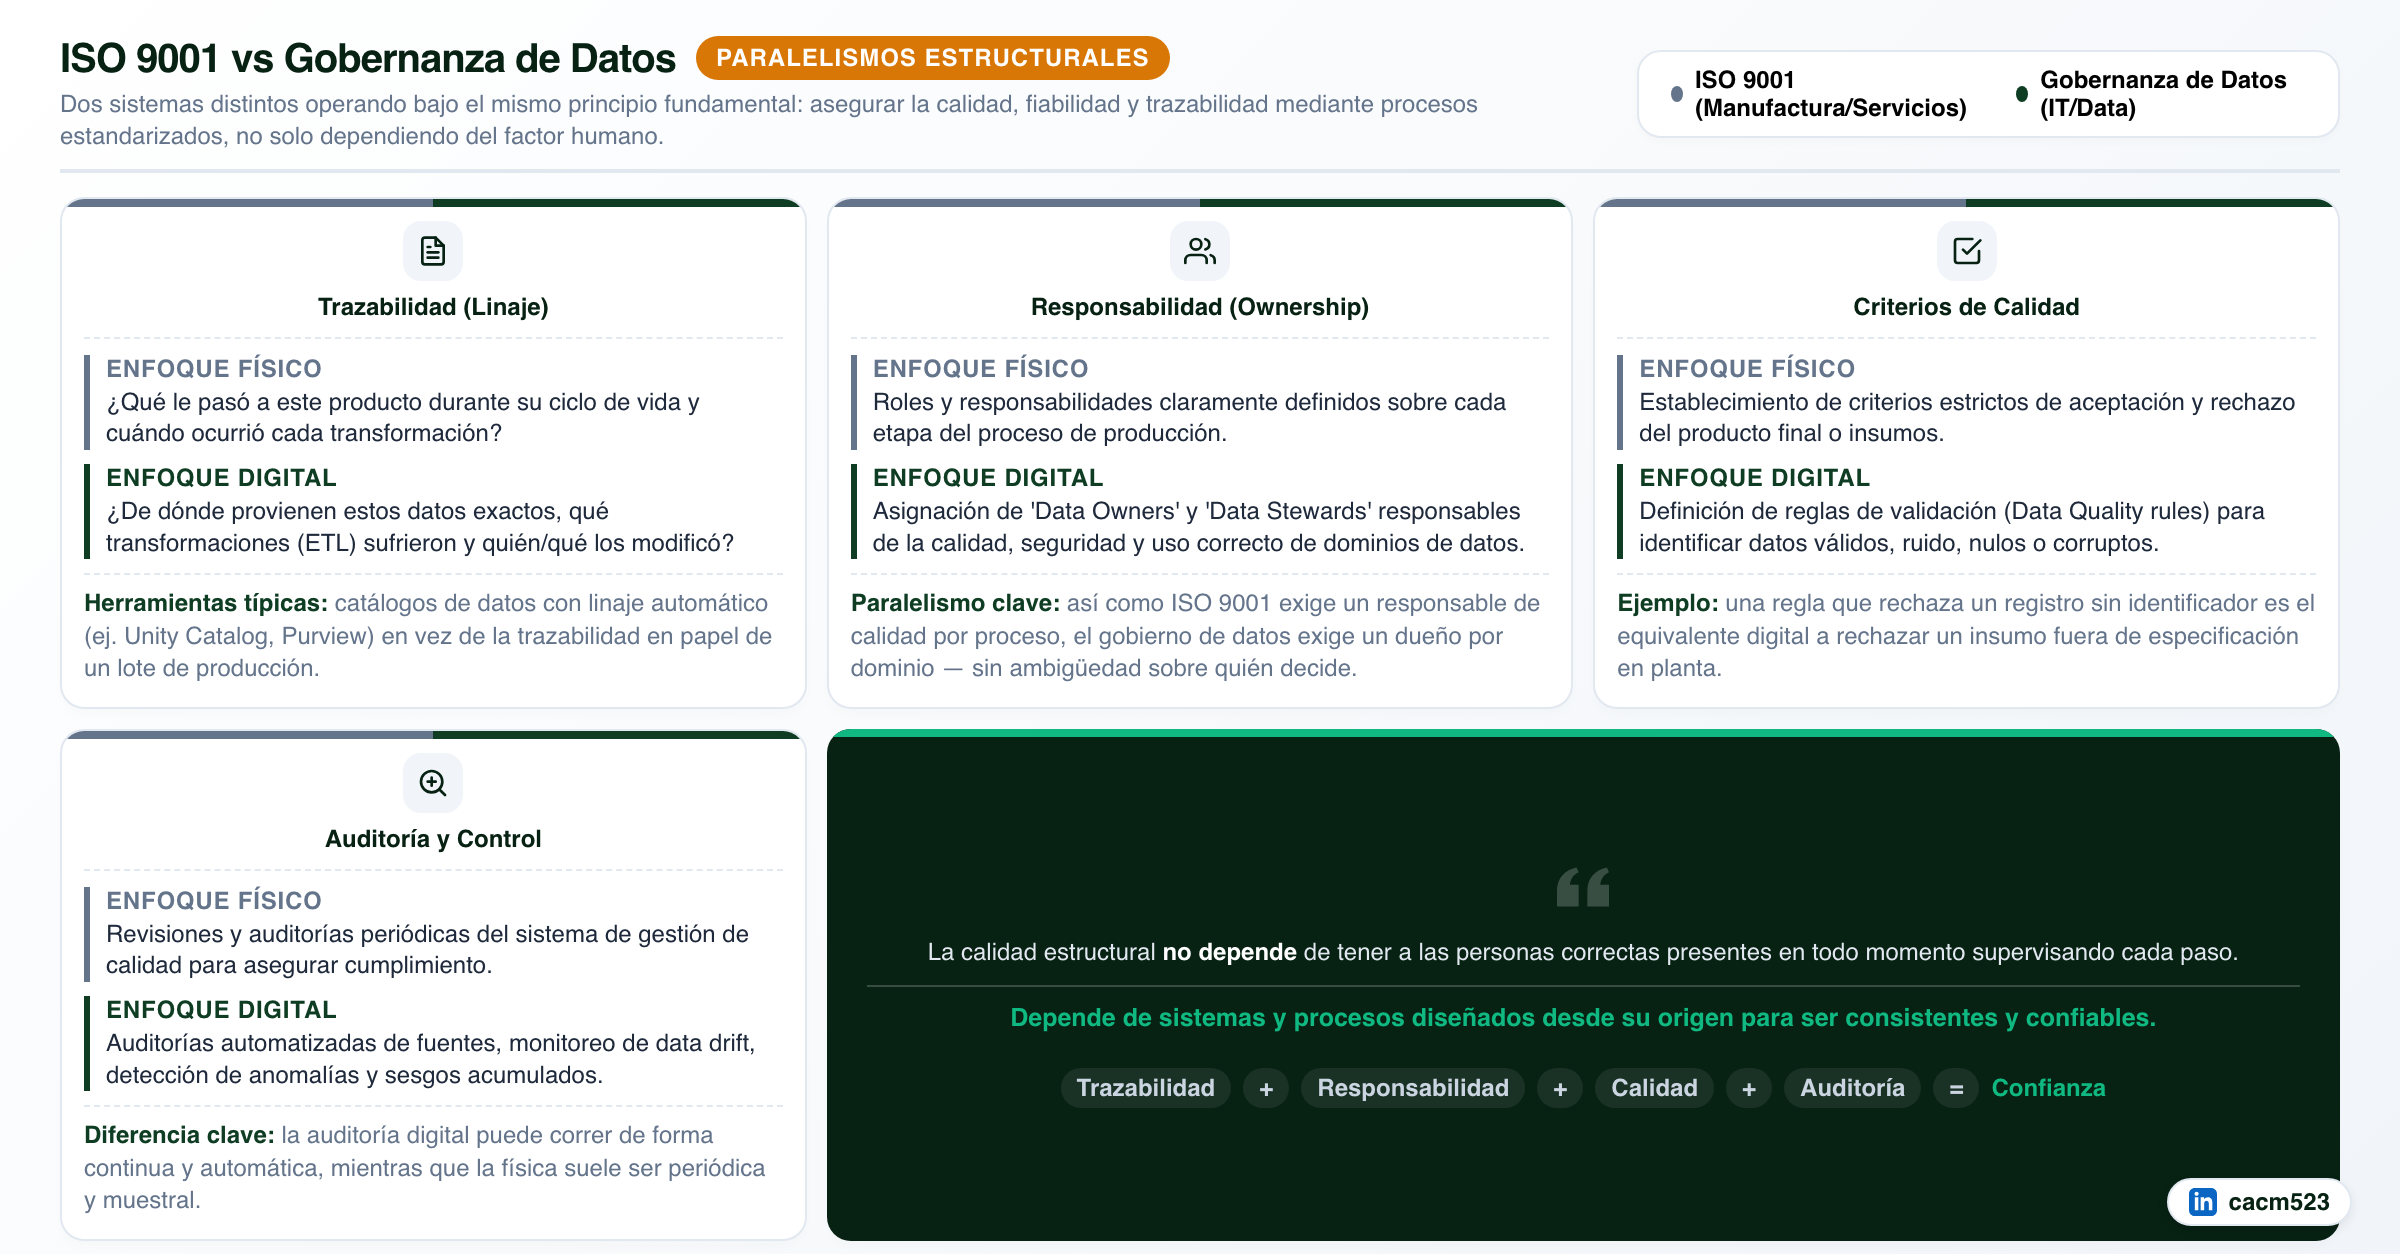 ISO 9001 vs Gobernanza de Datos
PARALELISMOS ESTRUCTURALES
Dos sistemas distintos operando bajo el mismo principio fundamental: asegurar la calidad, fiabilidad y trazabilidad mediante procesos
estandarizados, no solo dependiendo del factor humano.
ISO 9001
(Manufactura/Servicios)
Gobernanza de Datos
(IT/Data)
Trazabilidad (Linaje)
ENFOQUE FÍSICO
¿Qué le pasó a este producto durante su ciclo de vida y
cuándo ocurrió cada transformación?
ENFOQUE DIGITAL
¿De dónde provienen estos datos exactos, qué
transformaciones (ETL) sufrieron y quién/qué los modificó?
Herramientas típicas: catálogos de datos con linaje automático
(ej. Unity Catalog, Purview) en vez de la trazabilidad en papel de
un lote de producción.
Responsabilidad (Ownership)
ENFOQUE FÍSICO
Roles y responsabilidades claramente definidos sobre cada
etapa del proceso de producción.
ENFOQUE DIGITAL
Asignación de 'Data Owners' y 'Data Stewards' responsables
de la calidad, seguridad y uso correcto de dominios de datos.
Paralelismo clave: así como ISO 9001 exige un responsable de
calidad por proceso, el gobierno de datos exige un dueño por
dominio — sin ambigüedad sobre quién decide.
Criterios de Calidad
ENFOQUE FÍSICO
Establecimiento de criterios estrictos de aceptación y rechazo
del producto final o insumos.
ENFOQUE DIGITAL
Definición de reglas de validación (Data Quality rules) para
identificar datos válidos, ruido, nulos o corruptos.
Ejemplo: una regla que rechaza un registro sin identificador es el
equivalente digital a rechazar un insumo fuera de especificación
en planta.
Auditoría y Control
ENFOQUE FÍSICO
Revisiones y auditorías periódicas del sistema de gestión de
calidad para asegurar cumplimiento.
ENFOQUE DIGITAL
Auditorías automatizadas de fuentes, monitoreo de data drift,
detección de anomalías y sesgos acumulados.
Diferencia clave: la auditoría digital puede correr de forma
continua y automática, mientras que la física suele ser periódica
y muestral.
“
La calidad estructural no depende de tener a las personas correctas presentes en todo momento supervisando cada paso.
Depende de sistemas y procesos diseñados desde su origen para ser consistentes y confiables.
Trazabilidad + Responsabilidad + Calidad + Auditoría = Confianza
in cacm523